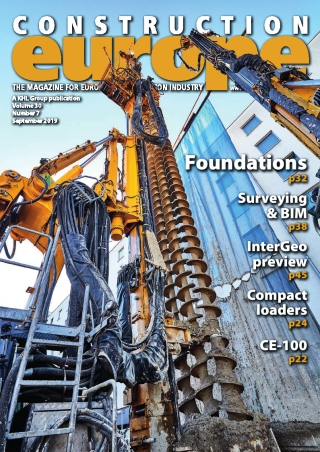 CONSTRUCTION
europe
THE MAGAZINE FOR EURO ON INDUSTRY
A KHL Group publication
Volume 30
Number 7
September 2019
Foundations
p32
Surveying
& BIM
p38
InterGeo
preview
p45
Compact
loaders
p24
CE-100
p22